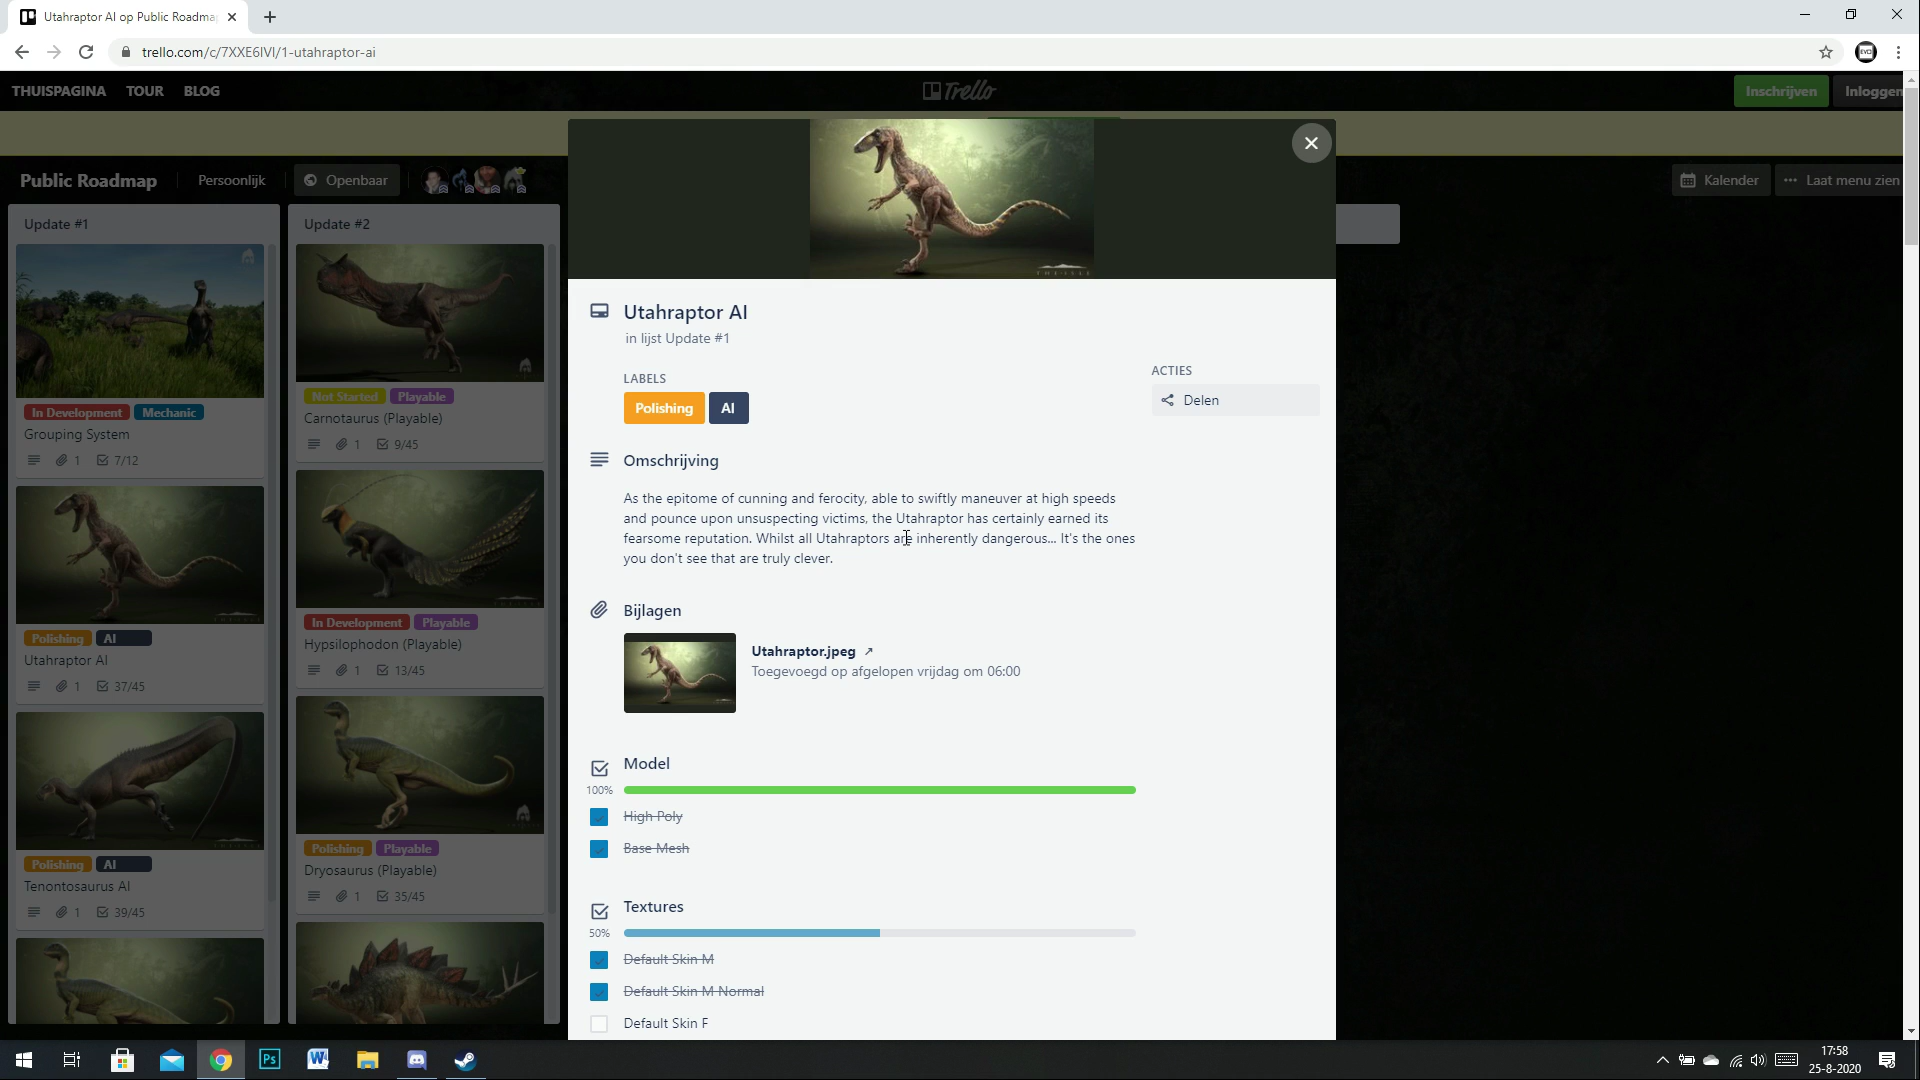 Utahraptor AI op Public Roadma
trello.com/c/7XXE6IVI/1-utahraptor-ai
THUISPAGINA TOUR BLOG
Trello
Inschrijven Inloggen
Public Roadmap Persoonlijk Openbaar
Kalender Laat menu zien
Update #1
In Development Mechanic
Grouping System
1 7/12
Polishing AI
Utahraptor AI
1 37/45
Polishing AI
Tenontosaurus AI
1 39/45
Update #2
Not Started Playable
Carnotaurus (Playable)
1 9/45
In Development Playable
Hypsilophodon (Playable)
1 13/45
Polishing Playable
Dryosaurus (Playable)
1 35/45
THE ISLE
Utahraptor AI
in lijst Update #1
LABELS
Polishing AI
ACTIES
Delen
Omschrijving
As the epitome of cunning and ferocity, able to swiftly maneuver at high speeds
and pounce upon unsuspecting victims, the Utahraptor has certainly earned its
fearsome reputation. Whilst all Utahraptors are inherently dangerous... It's the ones
you don't see that are truly clever.
Bijlagen
Utahraptor.jpeg ↗
Toegevoegd op afgelopen vrijdag om 06:00
Model
100%
High Poly
Base Mesh
Textures
50%
Default Skin M
Default Skin M Normal
Default Skin F
Ps
W
17:58
25-8-2020